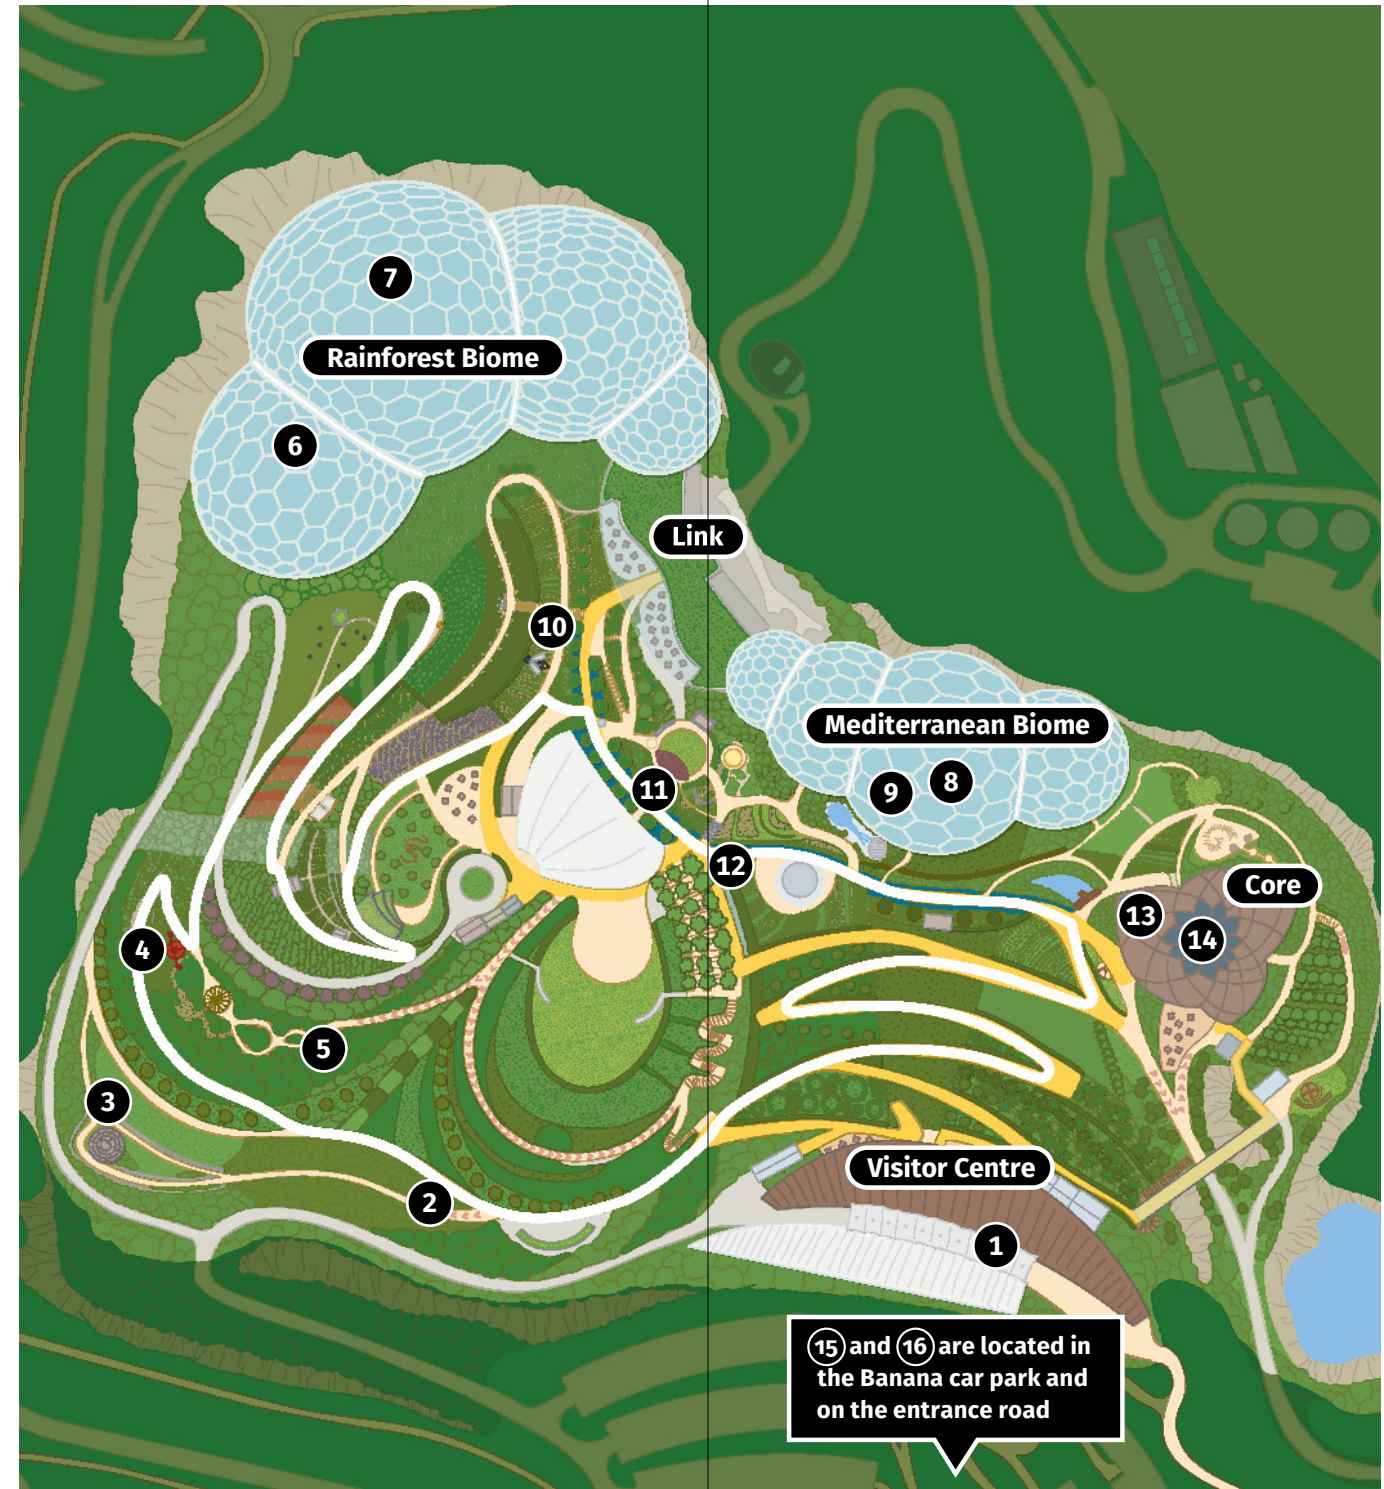 7
Rainforest Biome
6
Link
10
Mediterranean Biome
11
9
8
12
Core
13
14
4
5
3
2
Visitor Centre
1
15 and 16 are located in
the Banana car park and
on the entrance road